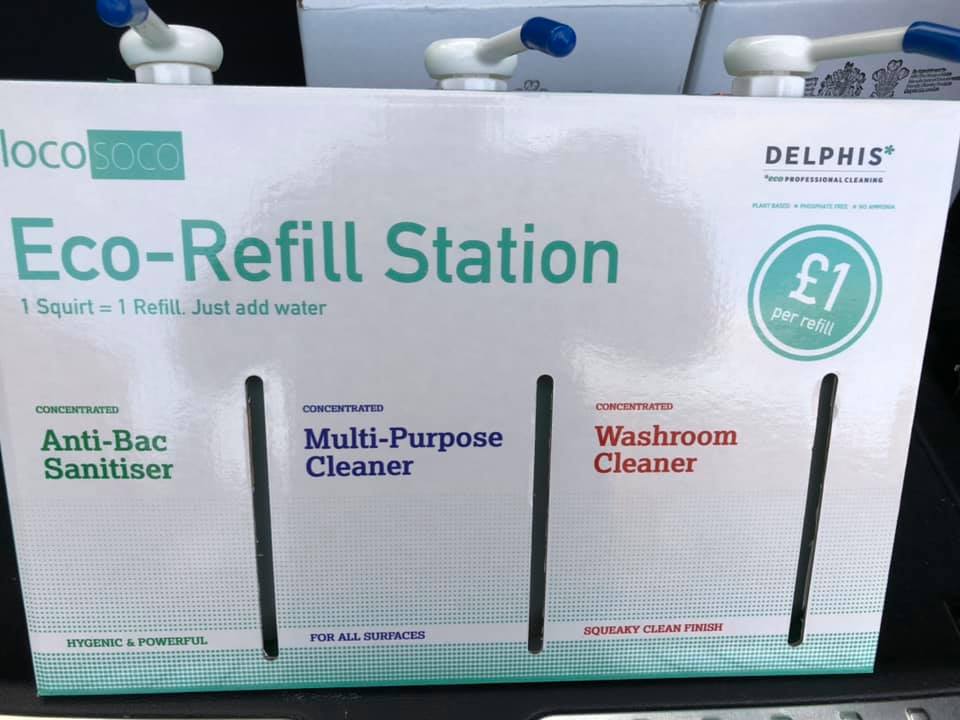 locosoco
DELPHIS*
*eco PROFESSIONAL CLEANING
PLANT BASED * PHOSPHATE FREE * NO AMMONIA
Eco-Refill Station
1 Squirt = 1 Refill. Just add water
£1
per refill
CONCENTRATED
Anti-Bac
Sanitiser
HYGENIC & POWERFUL
CONCENTRATED
Multi-Purpose
Cleaner
FOR ALL SURFACES
CONCENTRATED
Washroom
Cleaner
SQUEAKY CLEAN FINISH